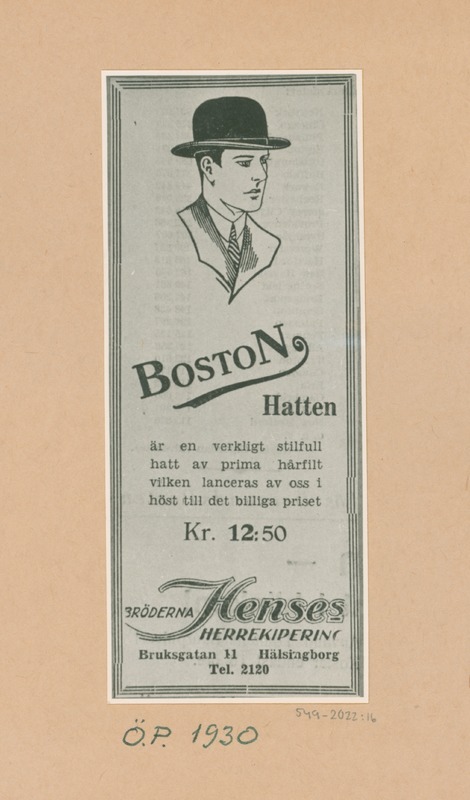 BOSTON
Hatten
är en verkligt stilfull
hatt av prima hårfilt
vilken lanceras av oss i
höst till det billiga priset
Kr. 12:50
BRÖDERNA Henses
HERREKIPERING
Bruksgatan 11 Hälsingborg
Tel. 2120
549-2022:16
Ö.P. 1930